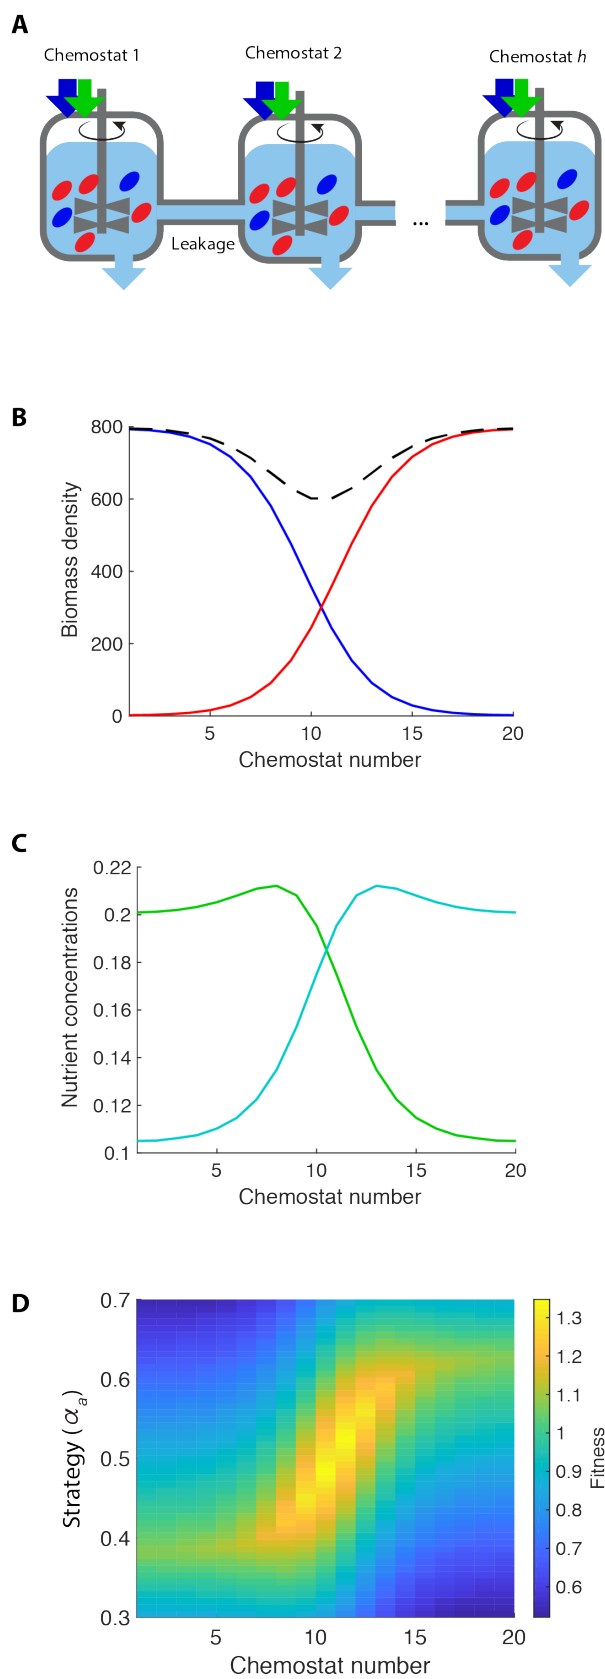 A
Chemostat 1
Chemostat 2
Chemostat h
Leakage
...
B
800
600
400
200
0
Biomass density
5
10
15
20
Chemostat number
C
0.22
0.2
0.18
0.16
0.14
0.12
0.1
Nutrient concentrations
5
10
15
20
Chemostat number
D
0.7
0.6
0.5
0.4
0.3
Strategy (αa)
5
10
15
20
Chemostat number
1.3
1.2
1.1
1
0.9
0.8
0.7
0.6
Fitness